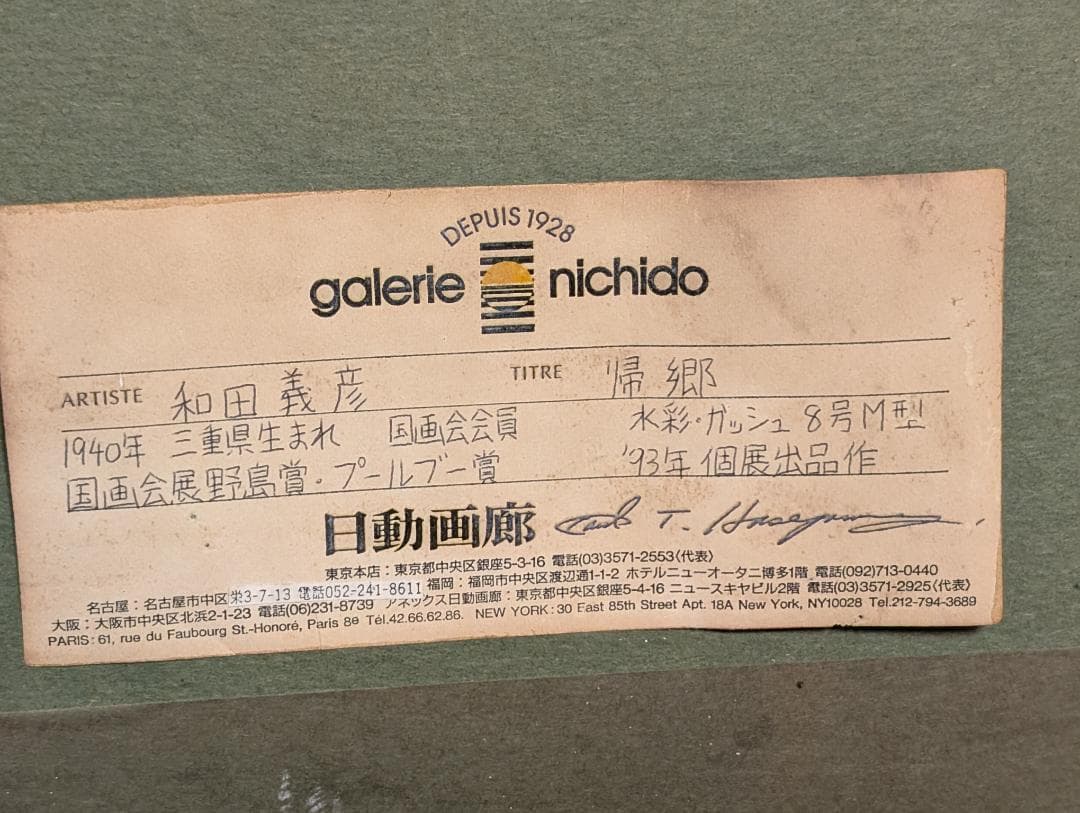 DEPUIS 1928
galerie nichido
ARTISTE 和田義彦 TITRE 帰郷
1940年 三重県生まれ 国画会会員 水彩・ガッシュ 8号M型
国画会展野島賞・プールブー賞 '93年 個展出品作
日動画廊
東京本店：東京都中央区銀座5-3-16 電話(03)3571-2553〈代表〉
名古屋：名古屋市中区栄3-7-13 電話052-241-8611 福岡：福岡市中央区渡辺通1-1-2 ホテルニューオータニ博多1階 電話(092)713-0440
大阪：大阪市中央区北浜2-1-23 電話(06)231-8739 アネックス日動画廊：東京都中央区銀座5-4-16 ニュースキヤビル2階 電話(03)3571-2925〈代表〉
PARIS：61, rue du Faubourg St.-Honoré, Paris 8e Tél.42.66.62.86. NEW YORK：30 East 85th Street Apt. 18A New York, NY10028 Tel.212-794-3689